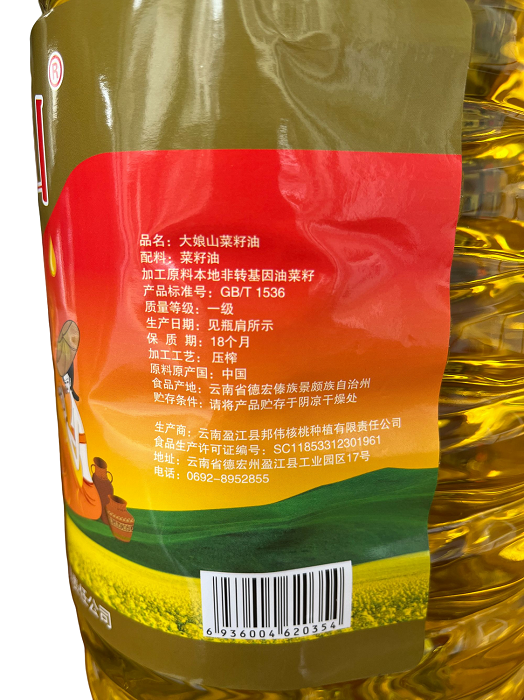 ®
品名：大娘山菜籽油
配料：菜籽油
加工原料本地非转基因油菜籽
产品标准号：GB/T 1536
质量等级：一级
生产日期：见瓶肩所示
保 质 期：18个月
加工工艺：压榨
原料原产国：中国
食品产地：云南省德宏傣族景颇族自治州
贮存条件：请将产品贮存于阴凉干燥处
生产商：云南盈江县邦伟核桃种植有限责任公司
食品生产许可证编号：SC11853312301961
地址：云南省德宏州盈江县工业园区17号
电话：0692-8952855
任公司
6 936004 620354